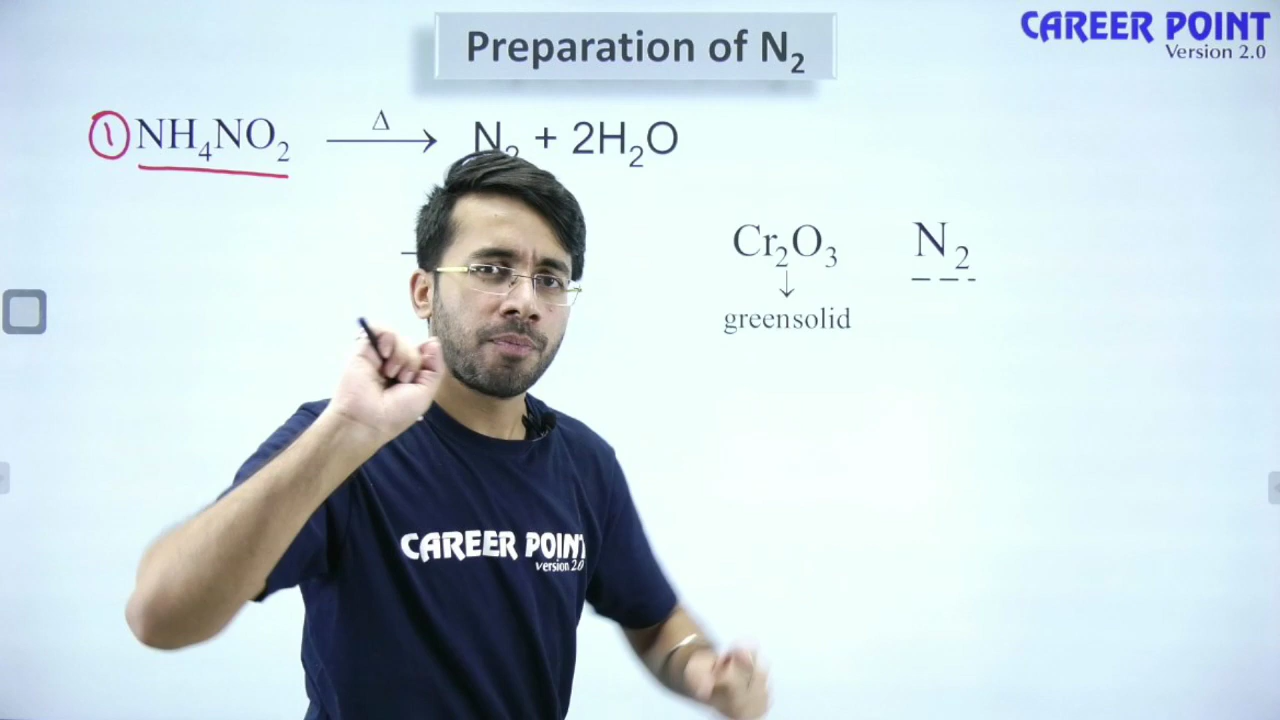 Preparation of N₂
CAREER POINT
Version 2.0
① NH₄NO₂ —Δ→ N₂ + 2H₂O
Cr₂O₃ N₂
↓
greensolid
CAREER POINT
version 2.0